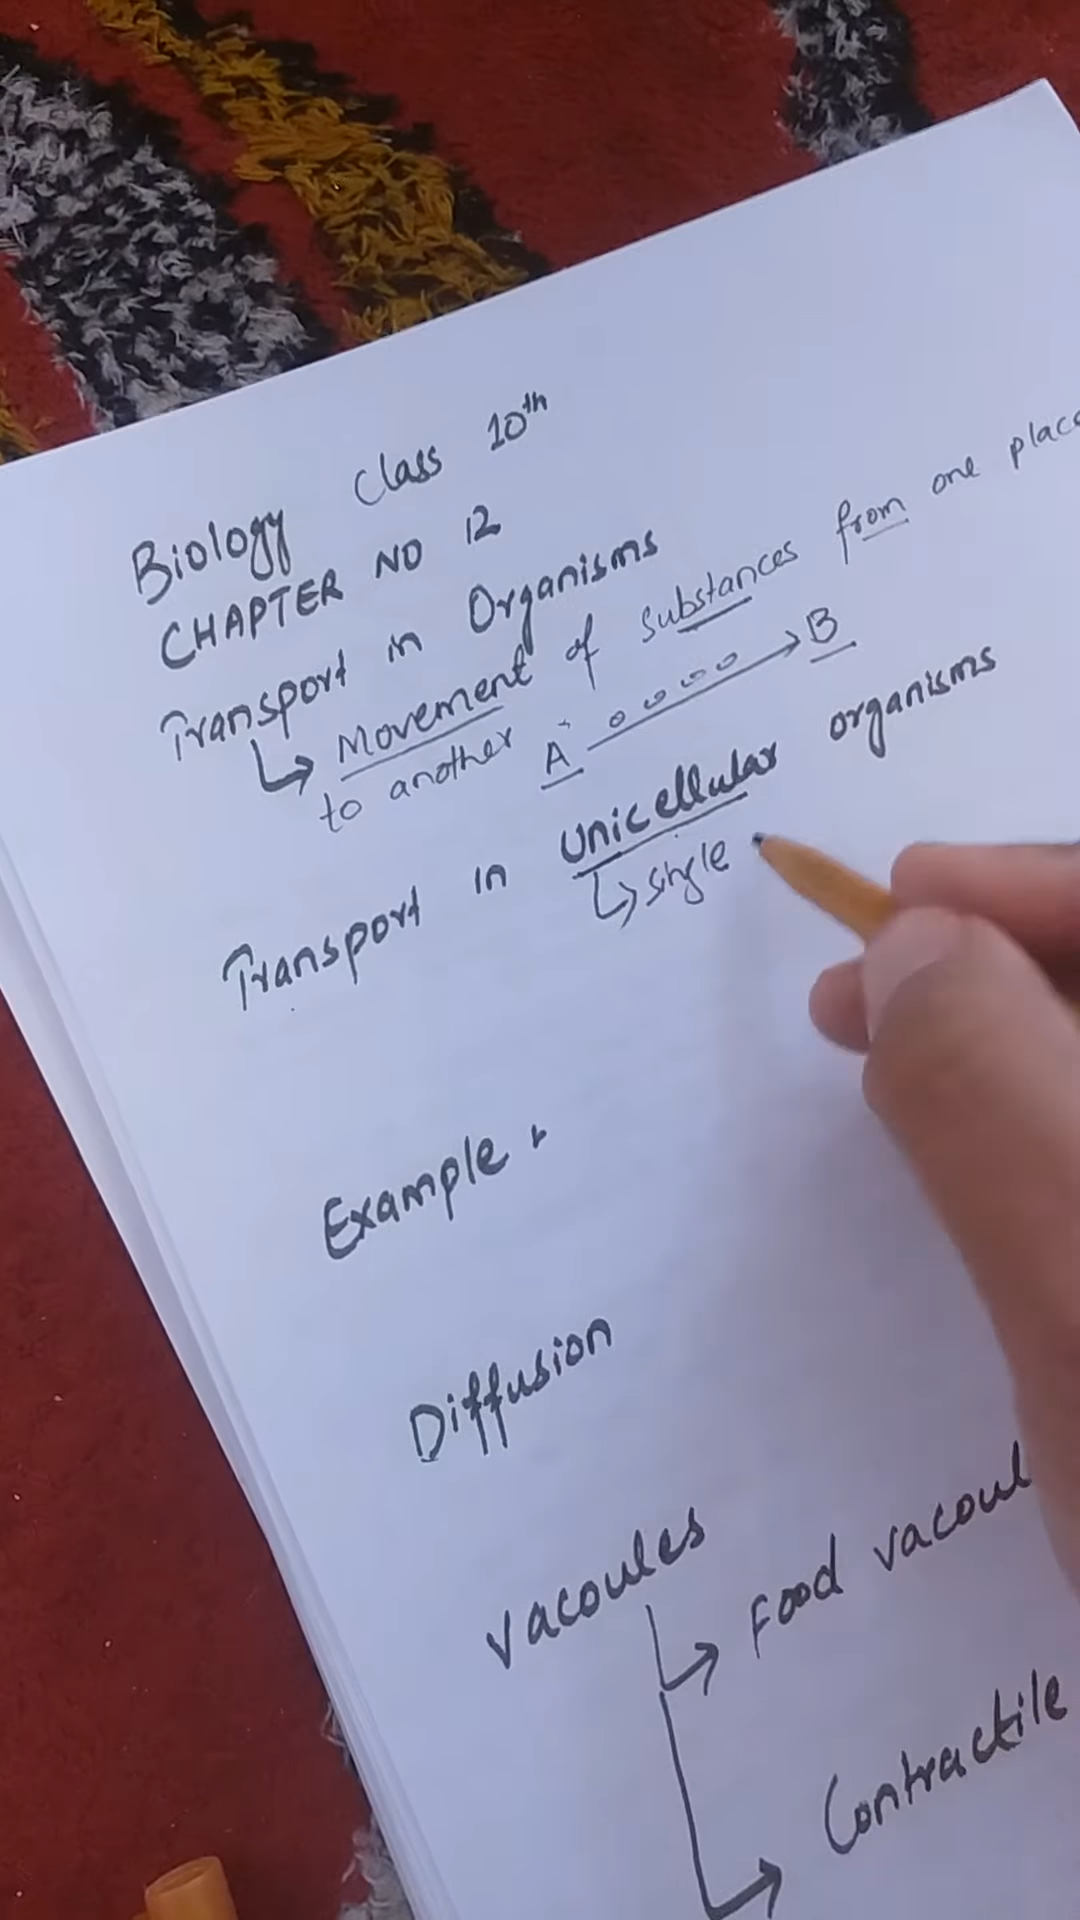 Biology Class 10th
CHAPTER NO 12
Transport in Organisms
↳ Movement of substances from one place
to another A → B
Transport in Unicellular organisms
↳ single
Example
Diffusion
Vacoules
→ Food vacoul
→ Contractile